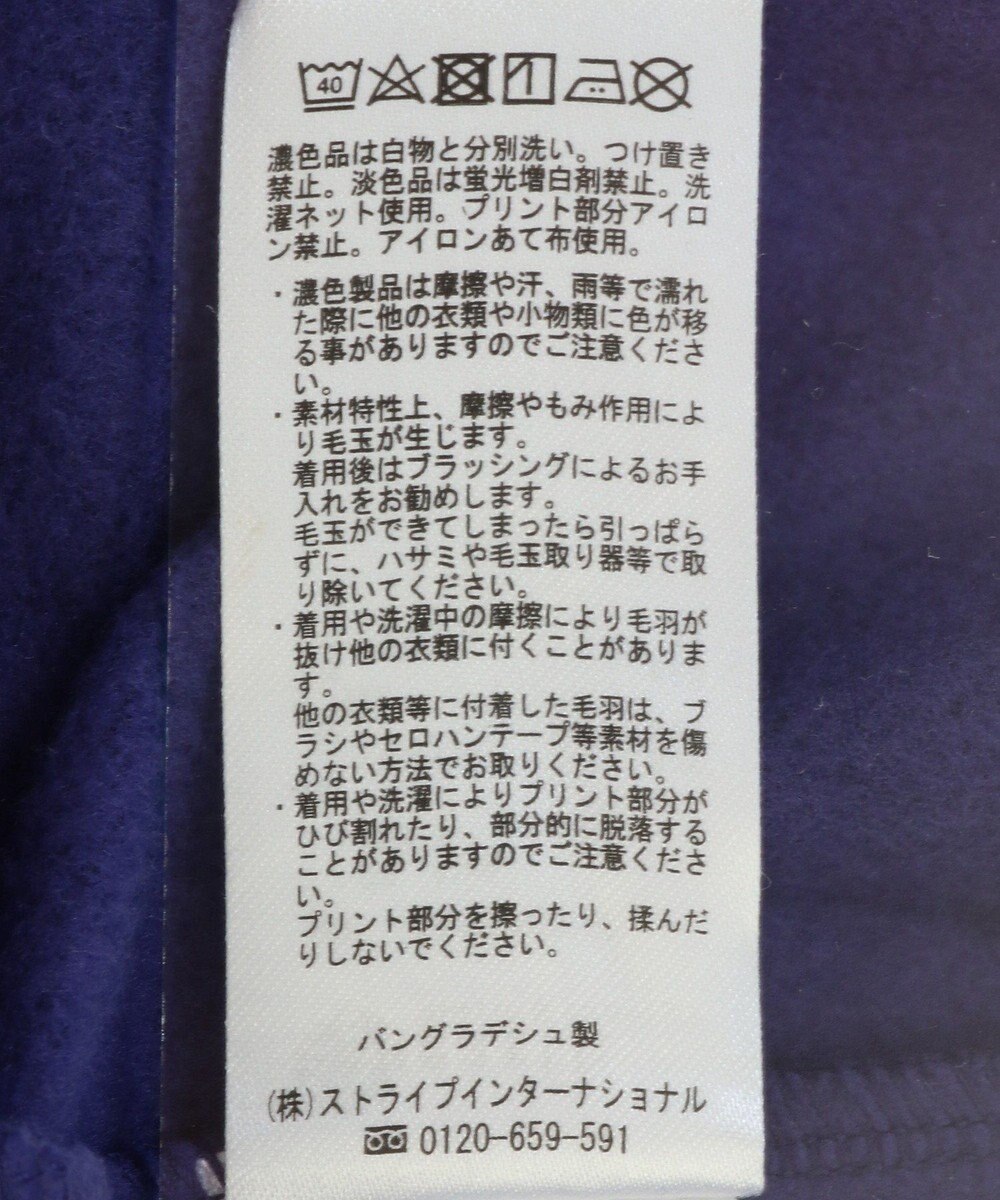 40
濃色品は白物と分別洗い。つけ置き
禁止。淡色品は蛍光増白剤禁止。洗
濯ネット使用。プリント部分アイロ
ン禁止。アイロンあて布使用。
・濃色製品は摩擦や汗、雨等で濡れ
た際に他の衣類や小物類に色が移
る事がありますのでご注意くださ
い。
・素材特性上、摩擦やもみ作用によ
り毛玉が生じます。
着用後はブラッシングによるお手
入れをお勧めします。
毛玉ができてしまったら引っぱら
ずに、ハサミや毛玉取り器等で取
り除いてください。
・着用や洗濯中の摩擦により毛羽が
抜け他の衣類に付くことがありま
す。
他の衣類等に付着した毛羽は、ブ
ラシやセロハンテープ等素材を傷
めない方法でお取りください。
・着用や洗濯によりプリント部分が
ひび割れたり、部分的に脱落する
ことがありますのでご注意くださ
い。
プリント部分を擦ったり、揉んだ
りしないでください。
バングラデシュ製
(株)ストライプインターナショナル
0120-659-591